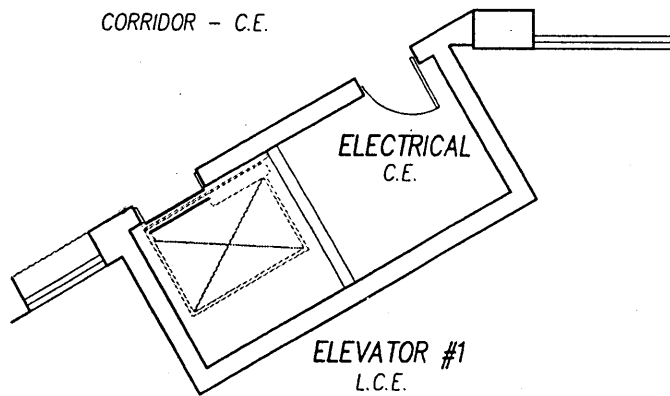 CORRIDOR - C.E.
ELECTRICAL
C.E.
ELEVATOR #1
L.C.E.